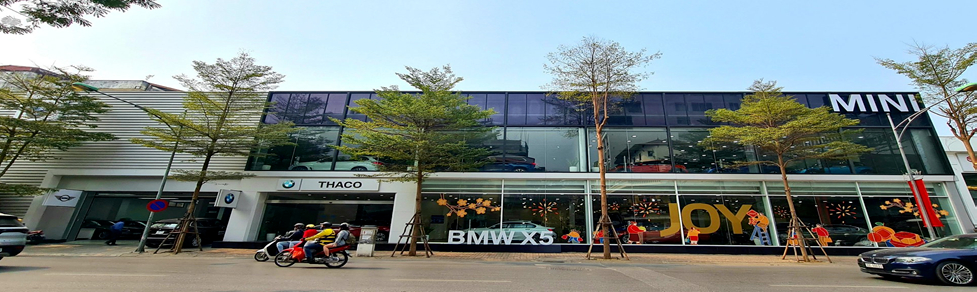 MINI
THACO
JOY
BMW X5